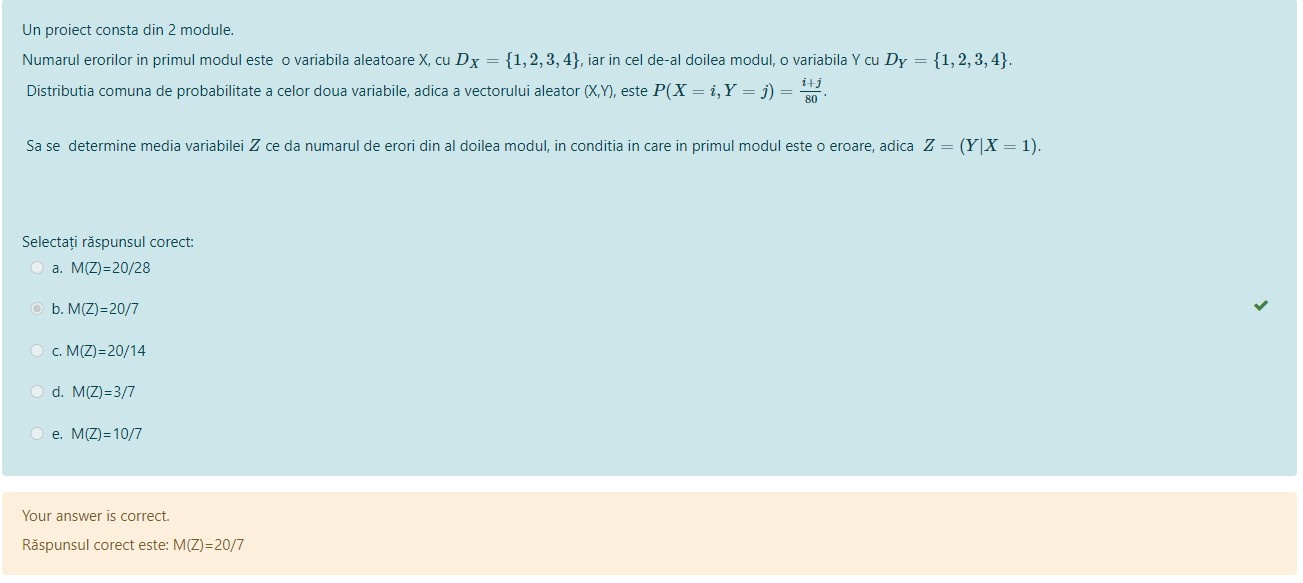 Un proiect consta din 2 module.
Numarul erorilor in primul modul este o variabila aleatoare X, cu D_X = {1, 2, 3, 4}, iar in cel de-al doilea modul, o variabila Y cu D_Y = {1, 2, 3, 4}.
Distributia comuna de probabilitate a celor doua variabile, adica a vectorului aleator (X,Y), este P(X = i, Y = j) = (i+j)/80.
Sa se determine media variabilei Z ce da numarul de erori din al doilea modul, in conditia in care in primul modul este o eroare, adica Z = (Y|X = 1).
Selectați răspunsul corect:
a. M(Z)=20/28
b. M(Z)=20/7
c. M(Z)=20/14
d. M(Z)=3/7
e. M(Z)=10/7
Your answer is correct.
Răspunsul corect este: M(Z)=20/7